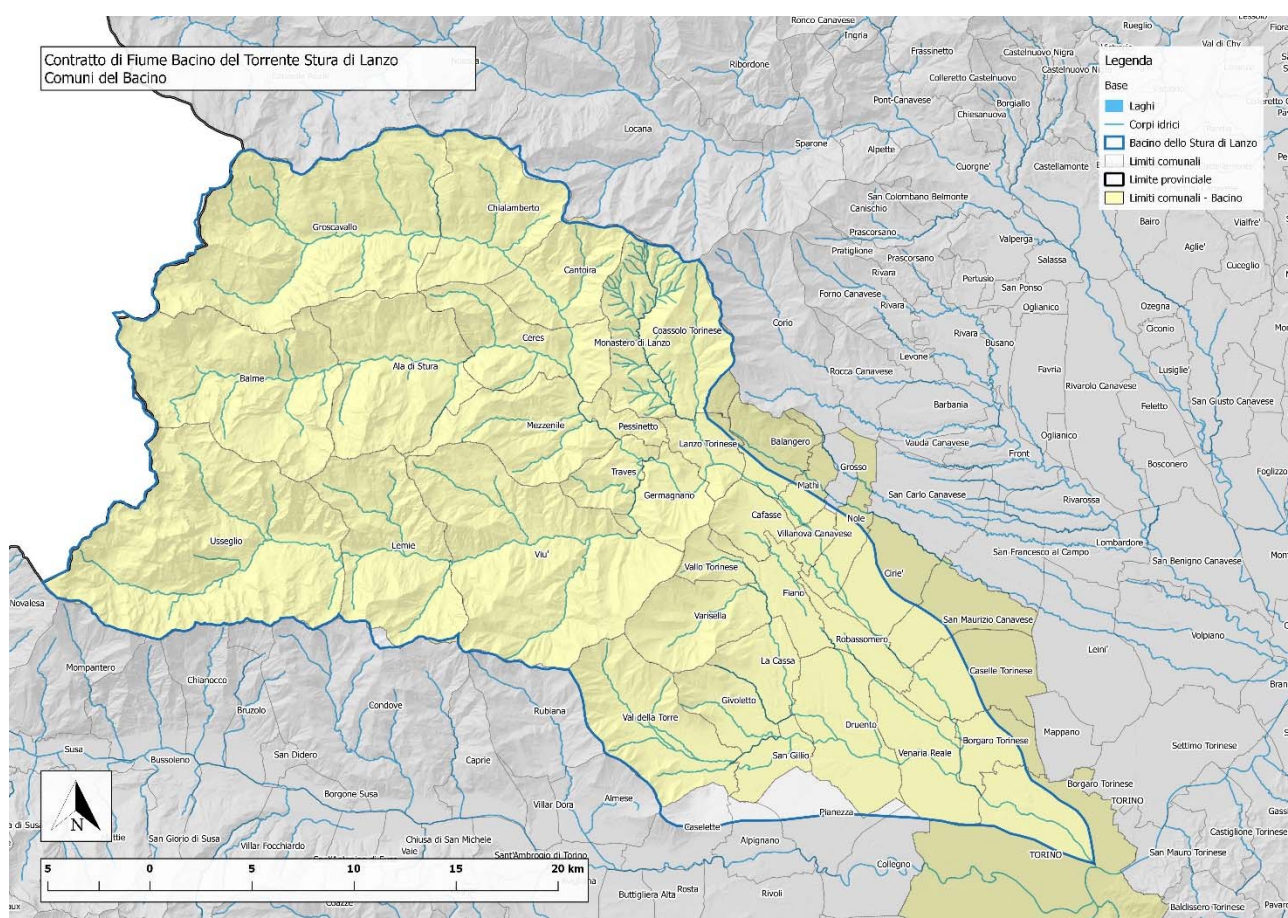 Contratto di Fiume Bacino del Torrente Stura di Lanzo
Comuni del Bacino
Legenda
Base
Laghi
Corpi idrici
Bacino dello Stura di Lanzo
Limiti comunali
Limite provinciale
Limiti comunali - Bacino
Ronco Canavese
Ingria
Frassinetto
Castelnuovo Nigra
Rueglio
Val di Chy
Ribordone
Colleretto Castelnuovo
Pont-Canavese
Borgiallo
Chiesanuova
Locana
Sparone
Alpette
Cuorgne'
Castellamonte
San Colombano Belmonte
Canischio
Prascorsano
Pratiglione
Prascorsano
Valperga
Bairo
Vialfre'
Aglie'
Salassa
Cuceglio
Rivara
Pertusio
San Ponso
Forno Canavese
Rivara
Oglianico
Ozegna
Ciconio
Corio
Rivara
Busano
Levone
Lusiglie'
Rocca Canavese
Favria
Rivarolo Canavese
San Giusto Canavese
Feletto
Barbania
Oglianico
Vauda Canavese
Front
Bosconero
Foglizzo
San Carlo Canavese
Rivarossa
Lombardore
San Francesco al Campo
San Benigno Canavese
Volpiano
Leini'
Mappano
Settimo Torinese
Chialamberto
Groscavallo
Cantoira
Coassolo Torinese
Monastero di Lanzo
Ceres
Ala di Stura
Balme
Mezzenile
Pessinetto
Lanzo Torinese
Balangero
Grosso
Mathi
Traves
Germagnano
Cafasse
Nole
Villanova Canavese
Usseglio
Lemie
Viu'
Vallo Torinese
Cirie'
Fiano
Varisella
San Maurizio Canavese
Robassomero
La Cassa
Caselle Torinese
Givoletto
Val della Torre
Druento
San Gillio
Venaria Reale
Borgaro Torinese
Borgaro Torinese
TORINO
TORINO
Novalesa
Mompantero
Chianocco
Bruzolo
Condove
Rubiana
Susa
Bussoleno
San Didero
Caprie
Borgone Susa
Villar Dora
Almese
Caselette
Pianezza
Alpignano
Collegno
San Giorio di Susa
Villar Focchiardo
Chiusa di San Michele
Vaie
Sant'Ambrogio di Torino
Buttigliera Alta
Rosta
Rivoli
Coazze
Castiglione Torinese
San Mauro Torinese
Baldissero Torinese
N
5 0 5 10 15 20 km